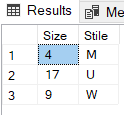 Results Me
Size Stile
1 4 M
2 17 U
3 9 W